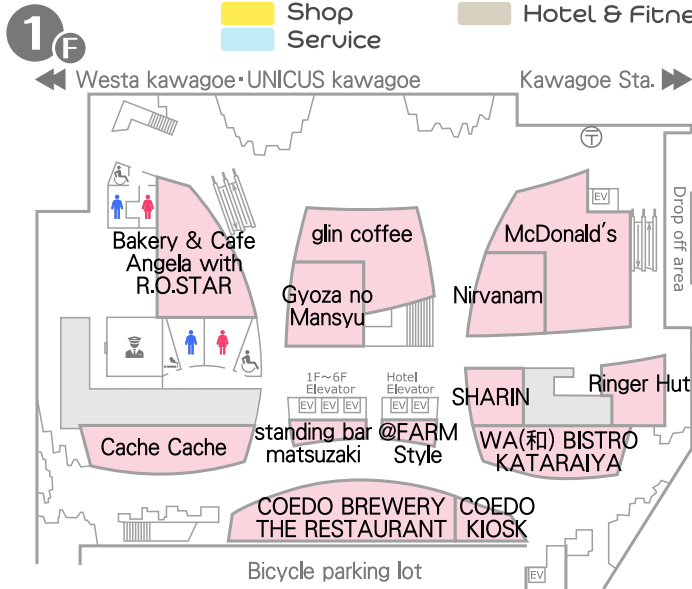 1F
Shop
Service
Hotel & Fitne
Westa kawagoe・UNICUS kawagoe
Kawagoe Sta.
〒
EV
Drop off area
Bakery & Cafe
Angela with
R.O.STAR
glin coffee
McDonald's
Gyoza no
Mansyu
Nirvanam
1F～6F
Elevator
EV EV EV
Hotel
Elevator
EV EV
SHARIN
Ringer Hut
Cache Cache
standing bar
matsuzaki
@FARM
Style
WA(和) BISTRO
KATARAIYA
COEDO BREWERY
THE RESTAURANT
COEDO
KIOSK
Bicycle parking lot
EV